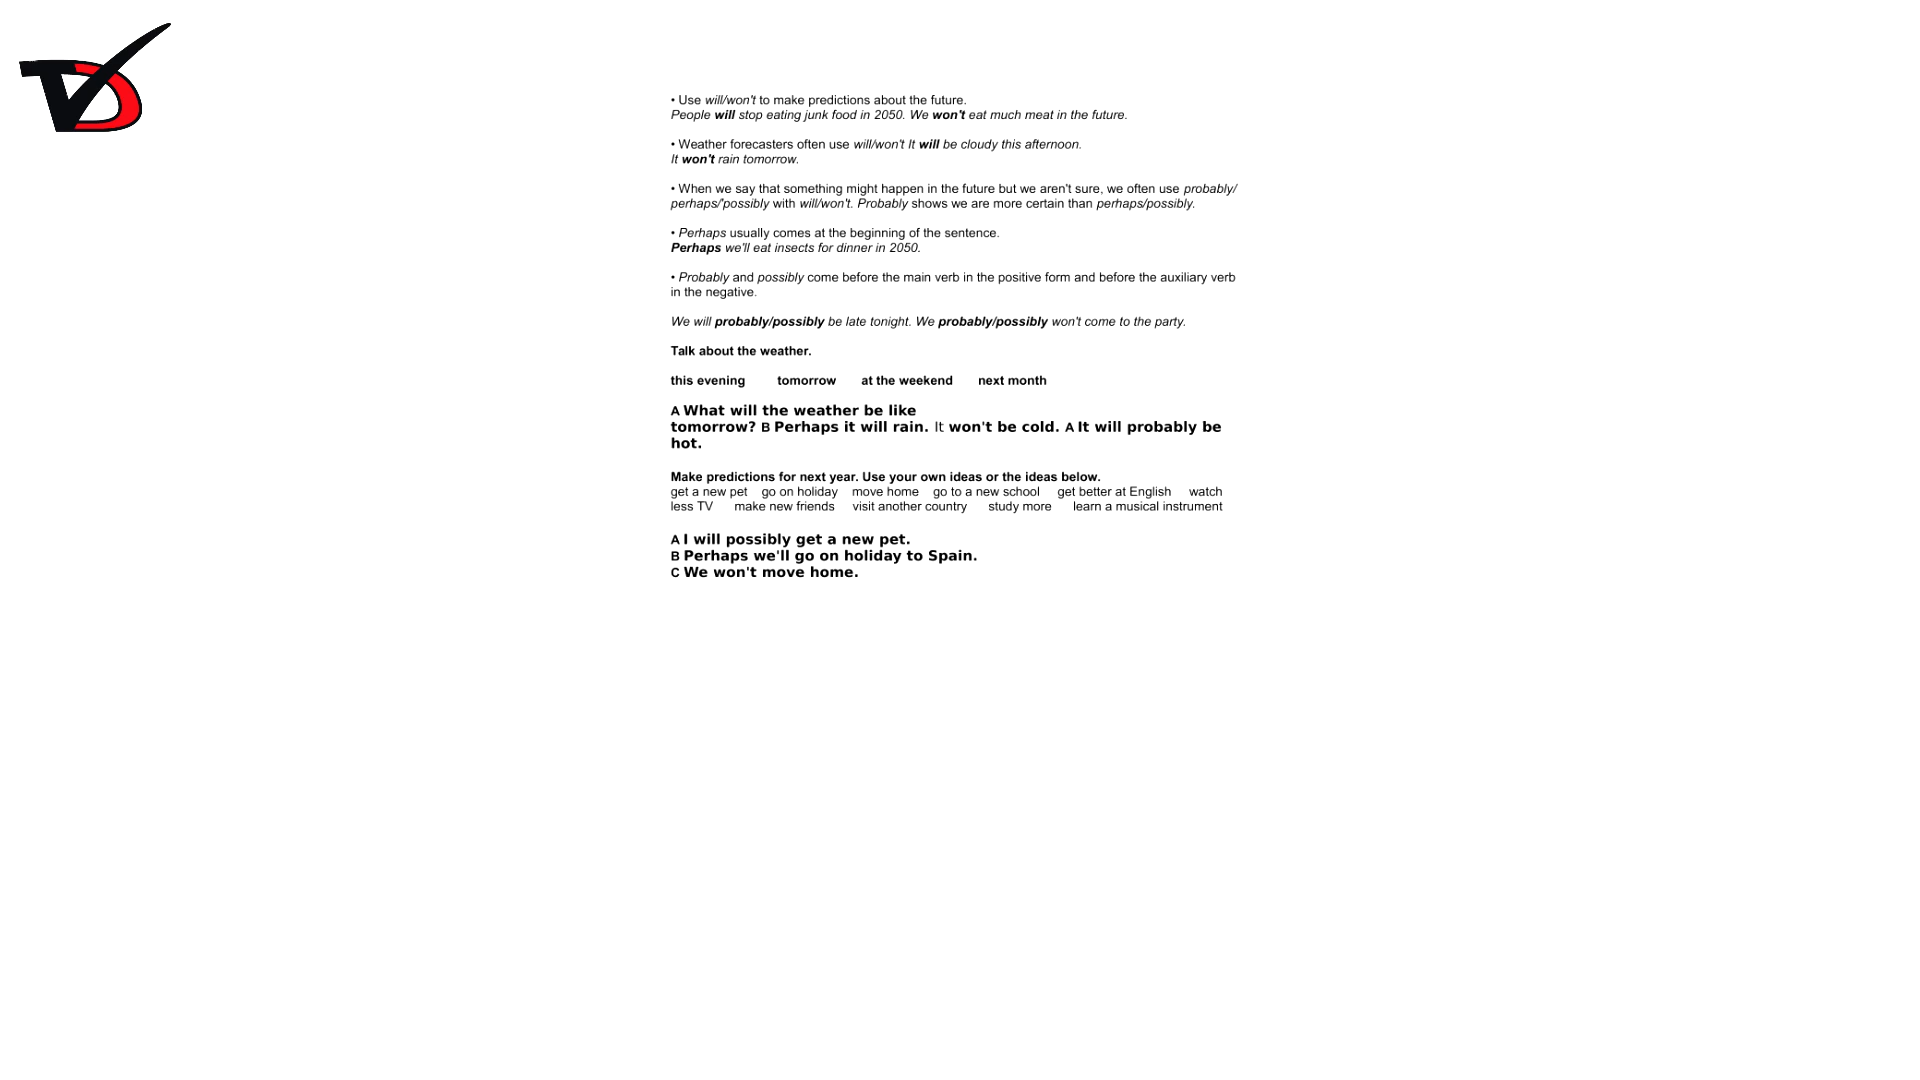 • Use will/won't to make predictions about the future.
People will stop eating junk food in 2050. We won't eat much meat in the future.
• Weather forecasters often use will/won't It will be cloudy this afternoon.
It won't rain tomorrow.
• When we say that something might happen in the future but we aren't sure, we often use probably/
perhaps/'possibly with will/won't. Probably shows we are more certain than perhaps/possibly.
• Perhaps usually comes at the beginning of the sentence.
Perhaps we'll eat insects for dinner in 2050.
• Probably and possibly come before the main verb in the positive form and before the auxiliary verb
in the negative.
We will probably/possibly be late tonight. We probably/possibly won't come to the party.
Talk about the weather.
this evening tomorrow at the weekend next month
A What will the weather be like
tomorrow? B Perhaps it will rain. It won't be cold. A It will probably be
hot.
Make predictions for next year. Use your own ideas or the ideas below.
get a new pet go on holiday move home go to a new school get better at English watch
less TV make new friends visit another country study more learn a musical instrument
A I will possibly get a new pet.
B Perhaps we'll go on holiday to Spain.
C We won't move home.